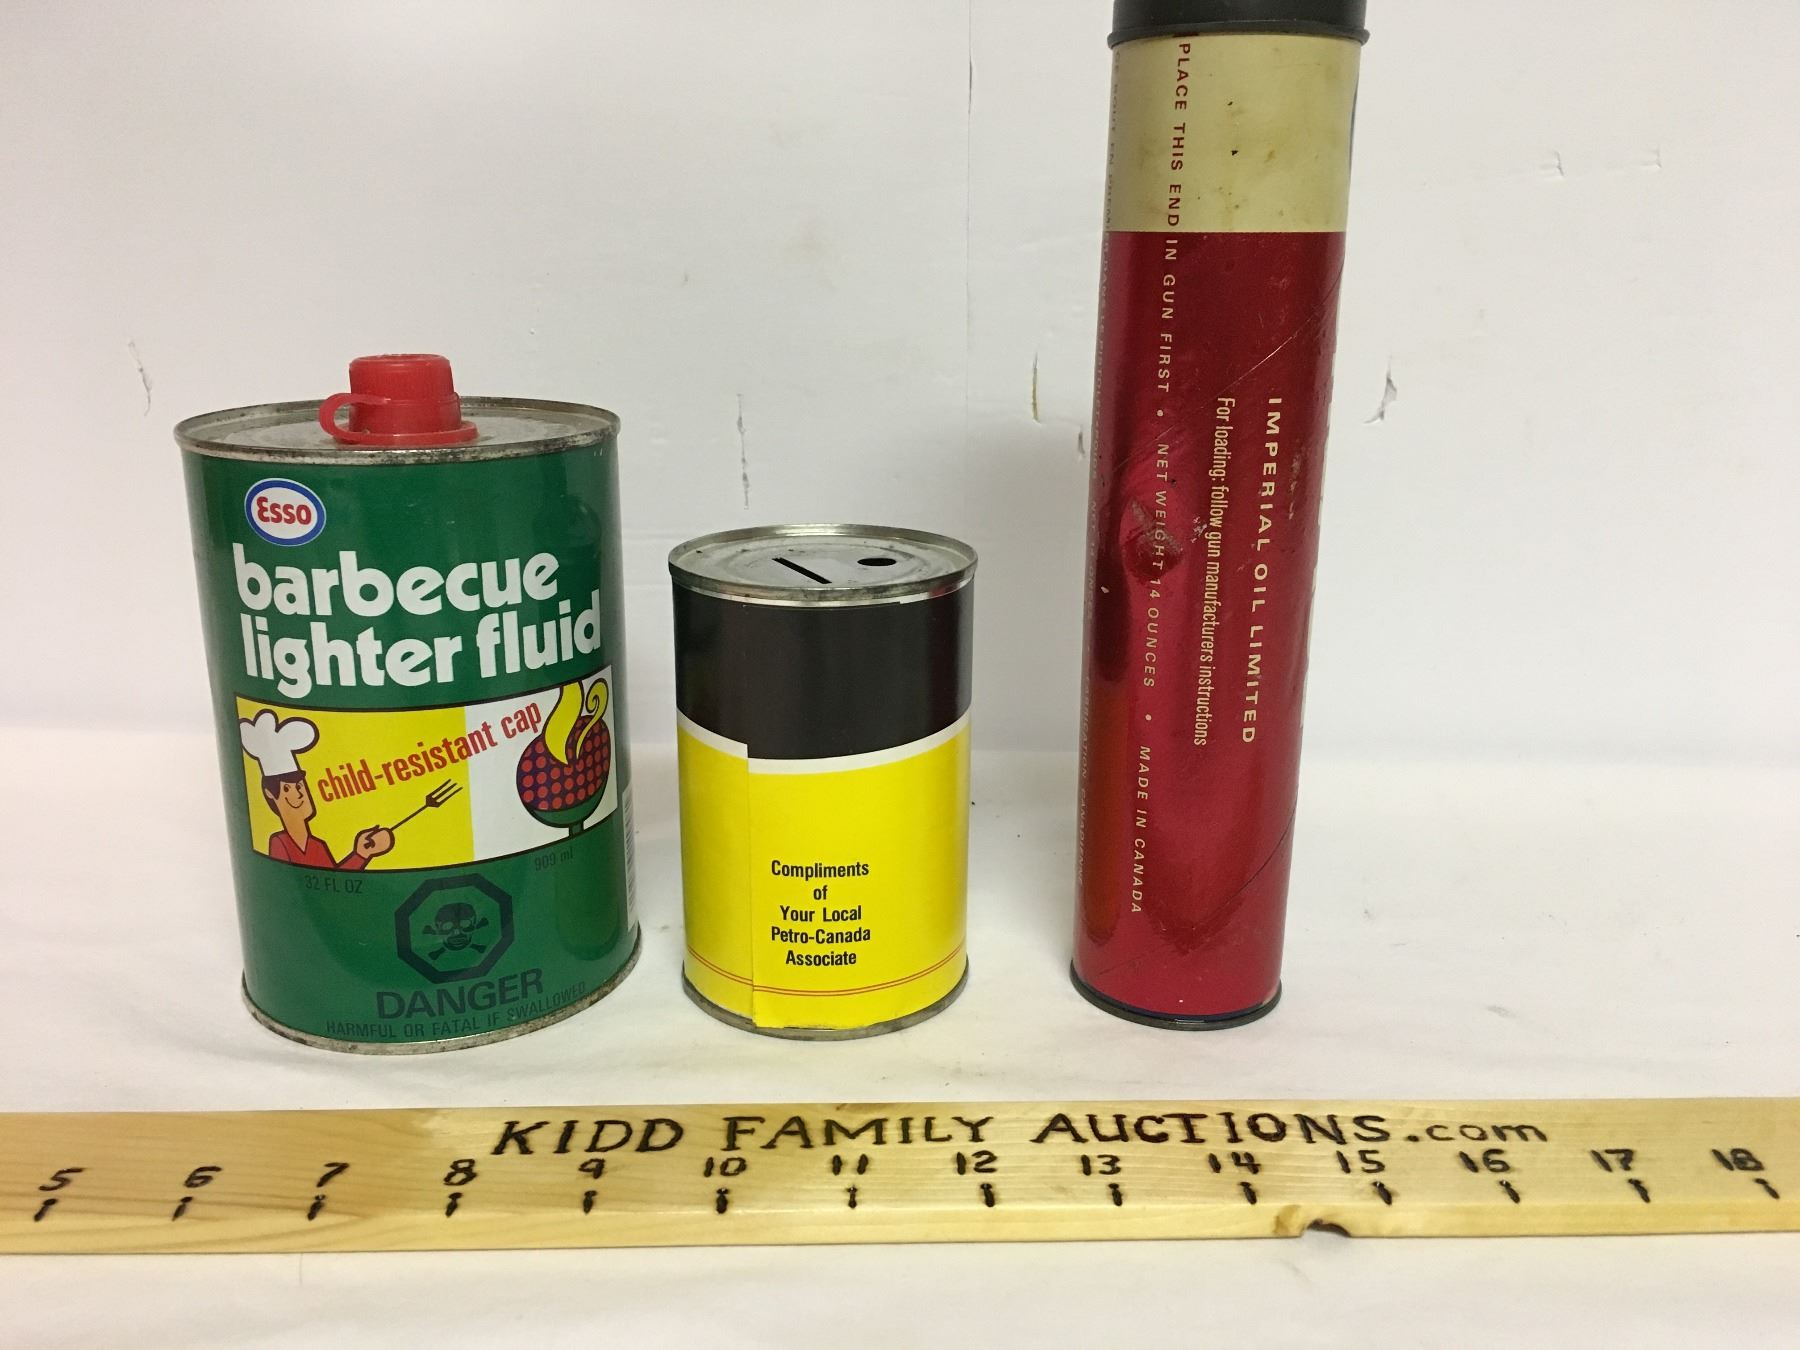 Esso
barbecue
lighter fluid
child-resistant cap
32 FL OZ
909 ml
DANGER
HARMFUL OR FATAL IF SWALLOWED
Compliments
of
Your Local
Petro-Canada
Associate
PLACE THIS END IN GUN FIRST • NET WEIGHT 14 OUNCES • MADE IN CANADA
For loading: follow gun manufacturers instructions
IMPERIAL OIL LIMITED
KIDD FAMILY AUCTIONS.com
5 6 7 8 9 10 11 12 13 14 15 16 17 18